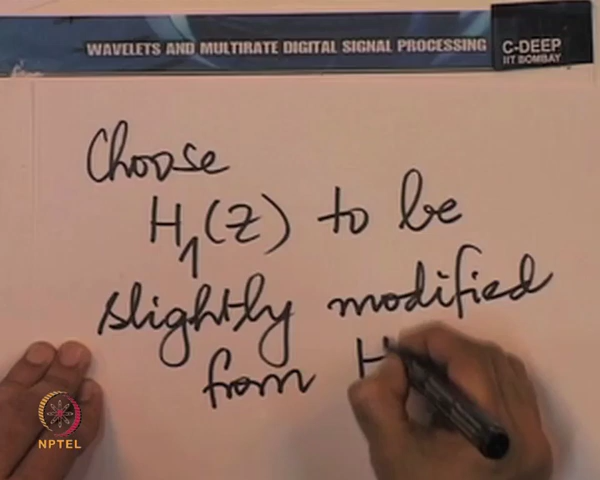 WAVELETS AND MULTIRATE DIGITAL SIGNAL PROCESSING
C-DEEP
IIT BOMBAY
Choose
H₁(Z) to be
slightly modified
from H
NPTEL